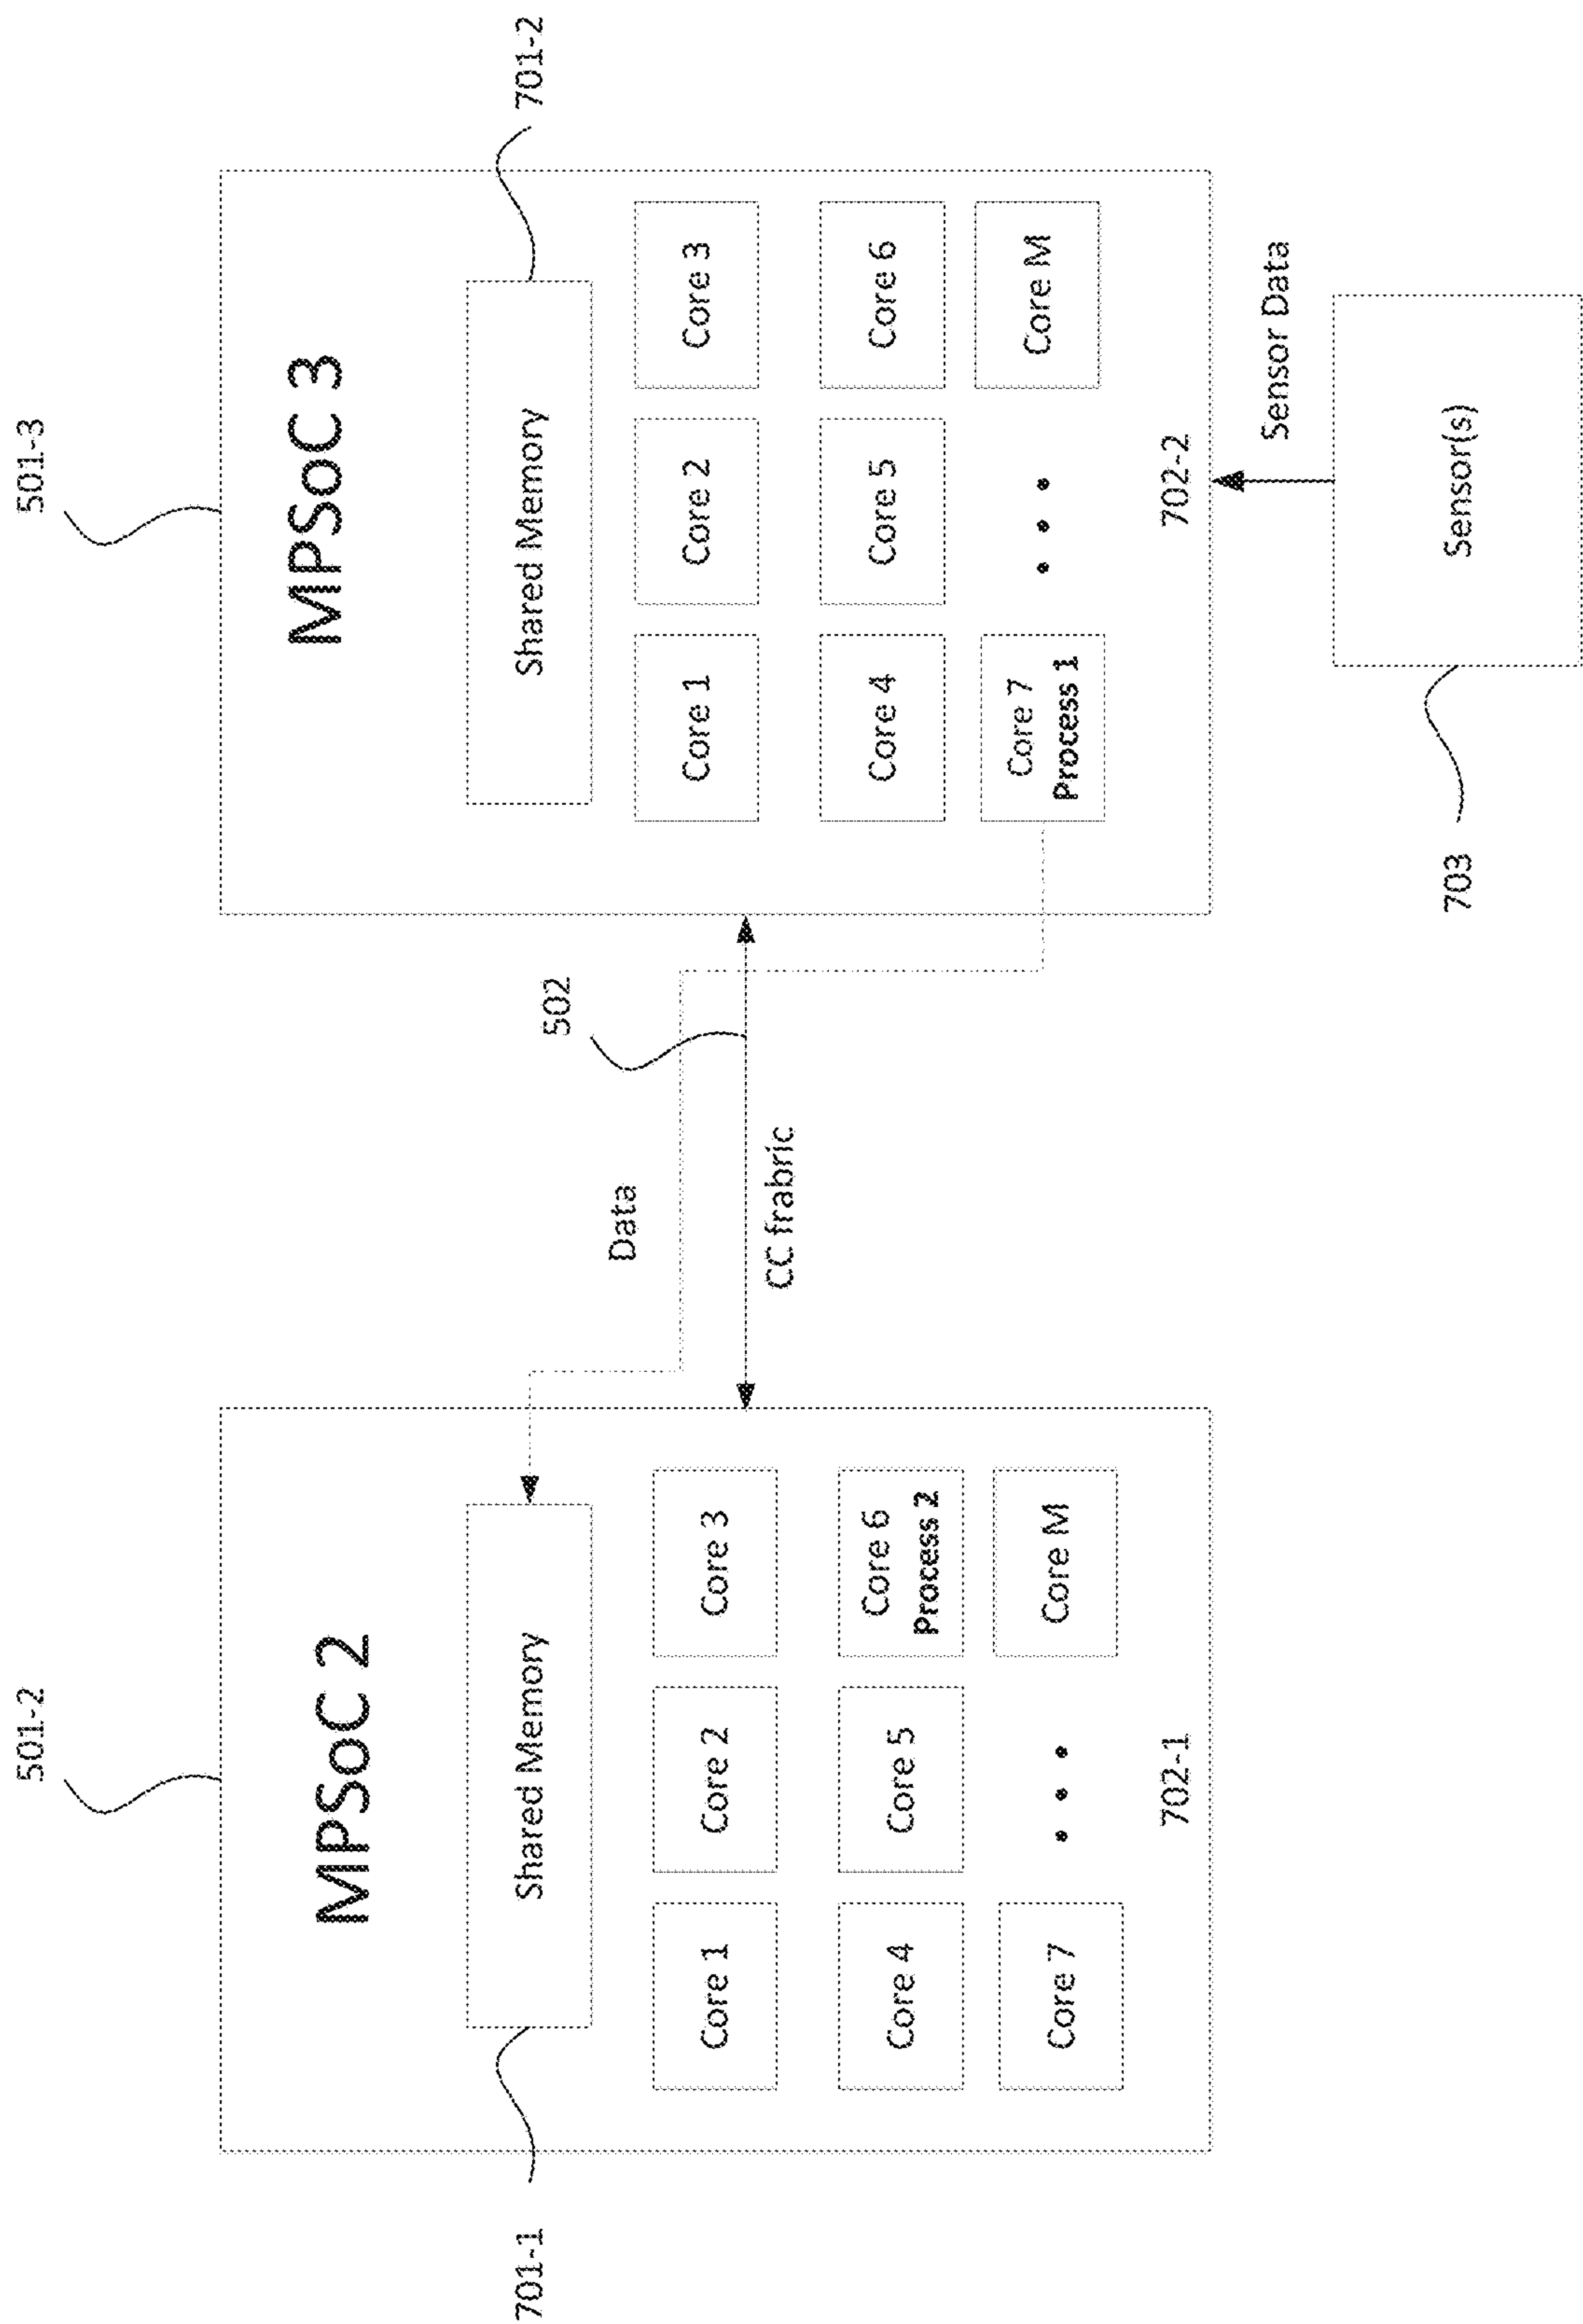 501-2
501-3
MPSoC 2
MPSoC 3
701-1
Shared Memory
Shared Memory
701-2
Data
502
CC frabric
Core 1
Core 2
Core 3
Core 4
Core 5
Core 6
Process 2
Core 7
• • •
Core M
702-1
Core 1
Core 2
Core 3
Core 4
Core 5
Core 6
Core 7
Process 1
• • •
Core M
702-2
Sensor Data
703
Sensor(s)